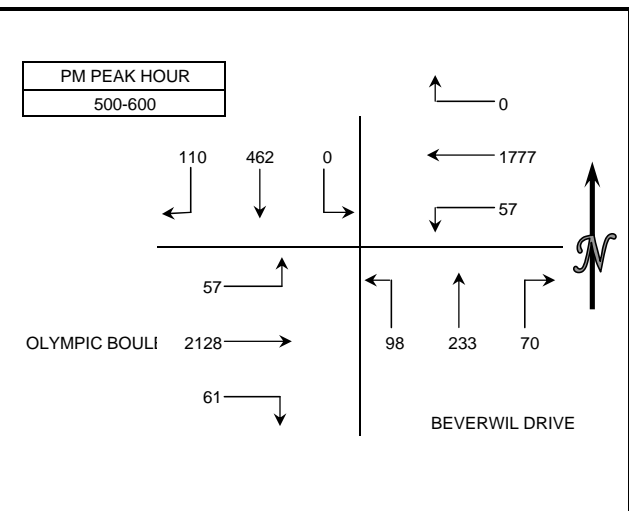 PM PEAK HOUR
500-600
0
110 462 0
1777
57
57
N
OLYMPIC BOULE 2128
98 233 70
61
BEVERWIL DRIVE